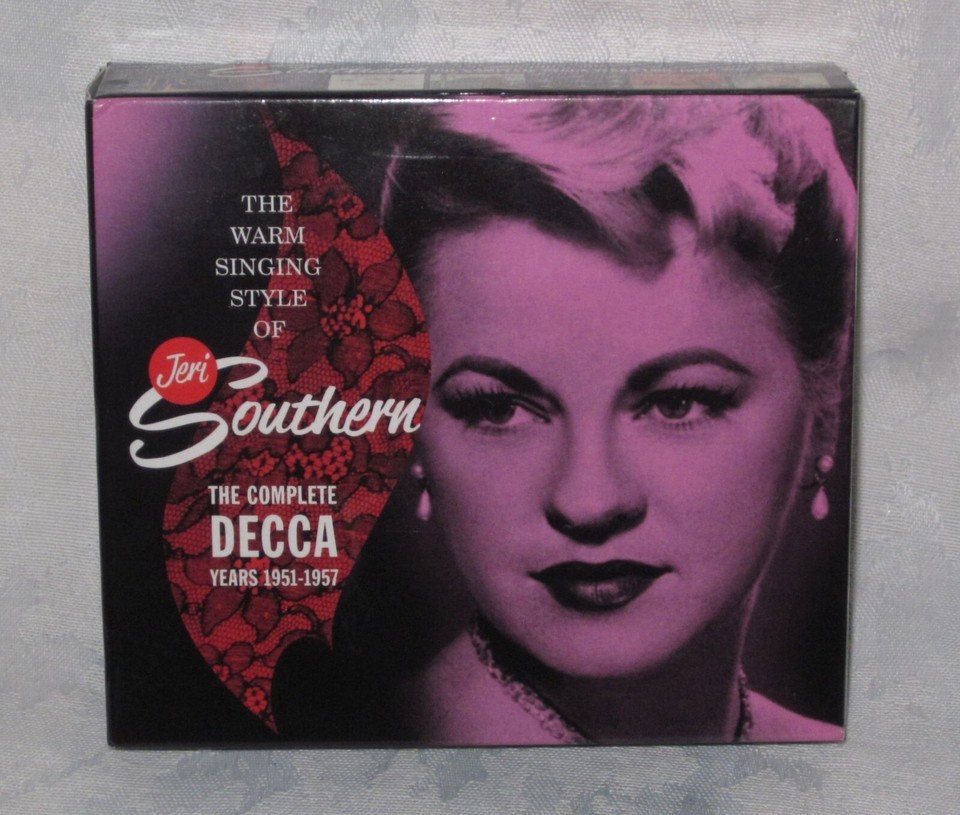 THE
WARM
SINGING
STYLE
OF
Jeri
Southern
THE COMPLETE
DECCA
YEARS 1951-1957